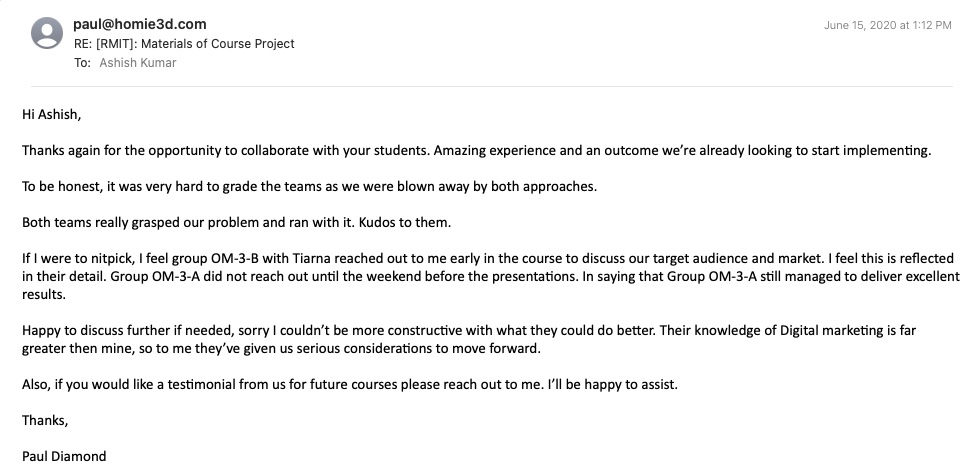 paul@homie3d.com
June 15, 2020 at 1:12 PM
RE: [RMIT]: Materials of Course Project
To: Ashish Kumar
Hi Ashish,
Thanks again for the opportunity to collaborate with your students. Amazing experience and an outcome we’re already looking to start implementing.
To be honest, it was very hard to grade the teams as we were blown away by both approaches.
Both teams really grasped our problem and ran with it. Kudos to them.
If I were to nitpick, I feel group OM-3-B with Tiarna reached out to me early in the course to discuss our target audience and market. I feel this is reflected
in their detail. Group OM-3-A did not reach out until the weekend before the presentations. In saying that Group OM-3-A still managed to deliver excellent
results.
Happy to discuss further if needed, sorry I couldn’t be more constructive with what they could do better. Their knowledge of Digital marketing is far
greater then mine, so to me they’ve given us serious considerations to move forward.
Also, if you would like a testimonial from us for future courses please reach out to me. I’ll be happy to assist.
Thanks,
Paul Diamond